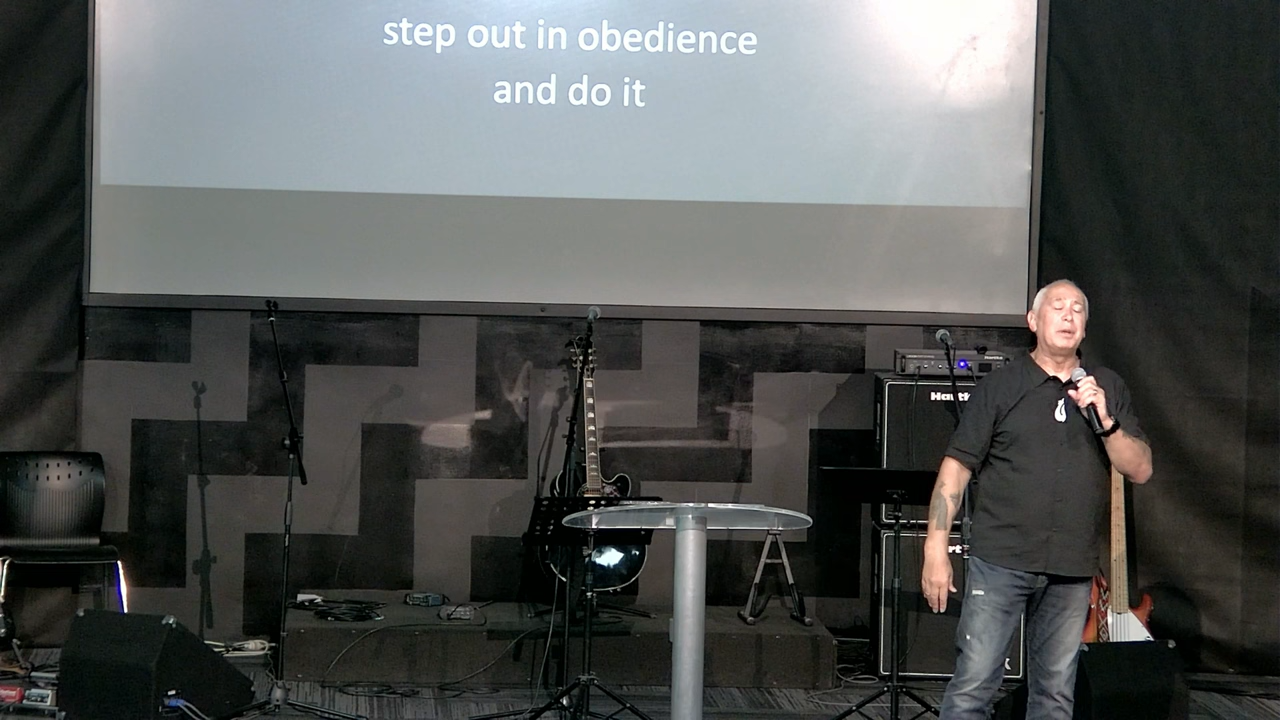 step out in obedience
and do it